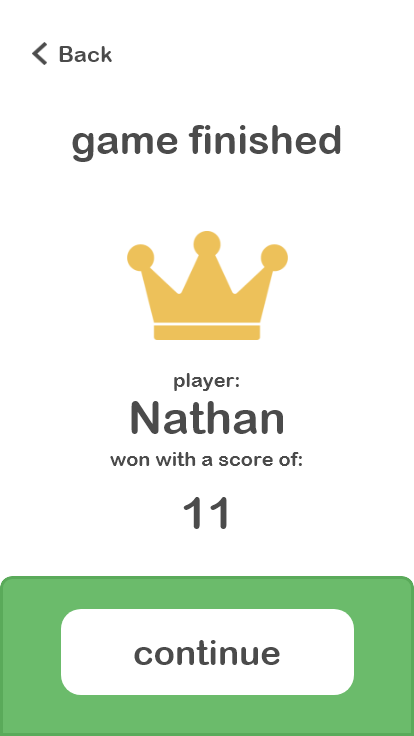 Back
game finished
player:
Nathan
won with a score of:
11
continue